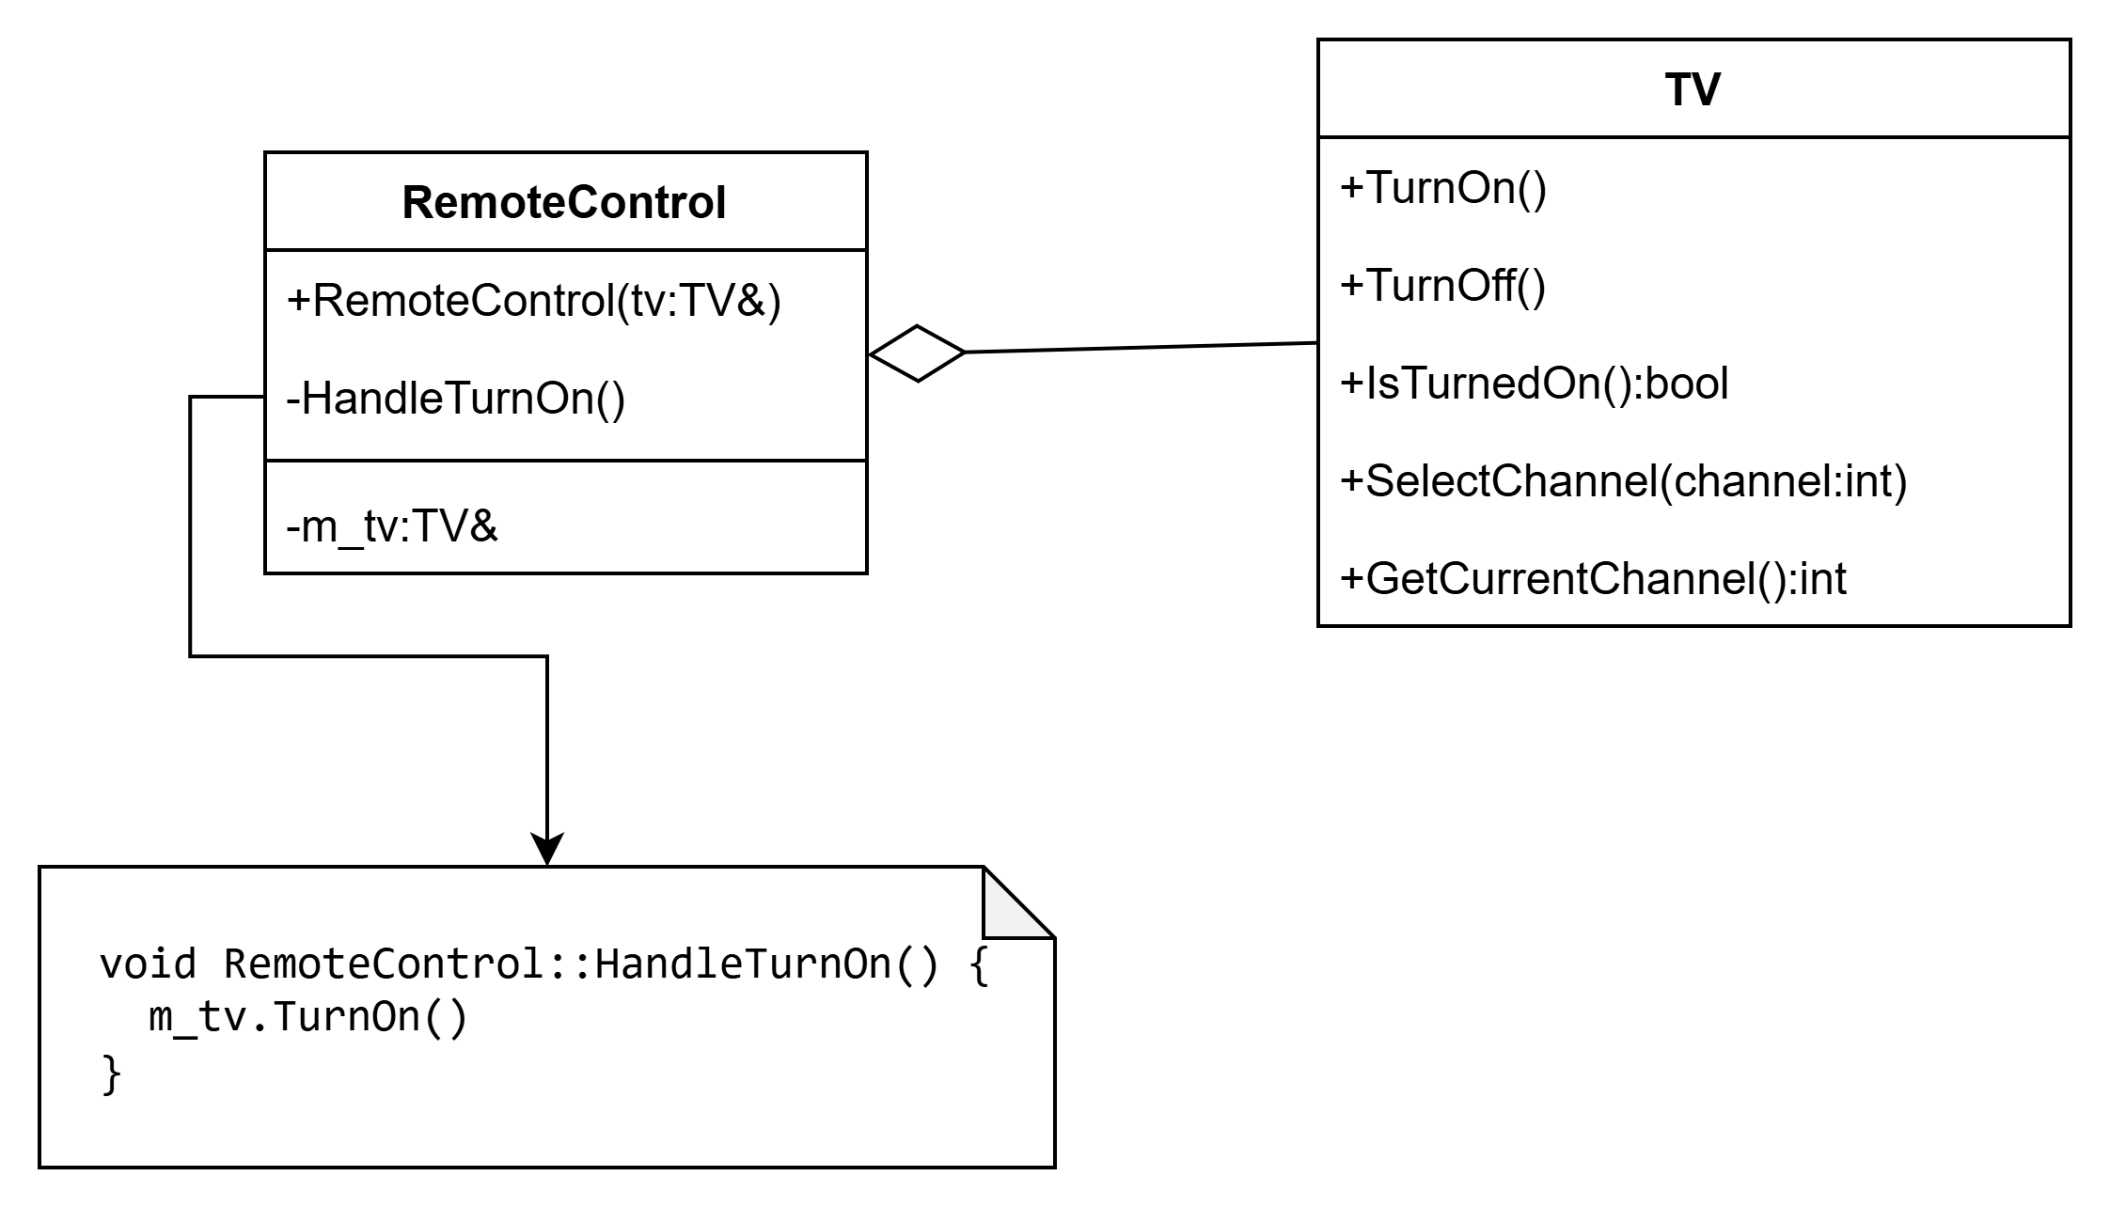 RemoteControl
+RemoteControl(tv:TV&)
-HandleTurnOn()
-m_tv:TV&
TV
+TurnOn()
+TurnOff()
+IsTurnedOn():bool
+SelectChannel(channel:int)
+GetCurrentChannel():int
void RemoteControl::HandleTurnOn() {
  m_tv.TurnOn()
}